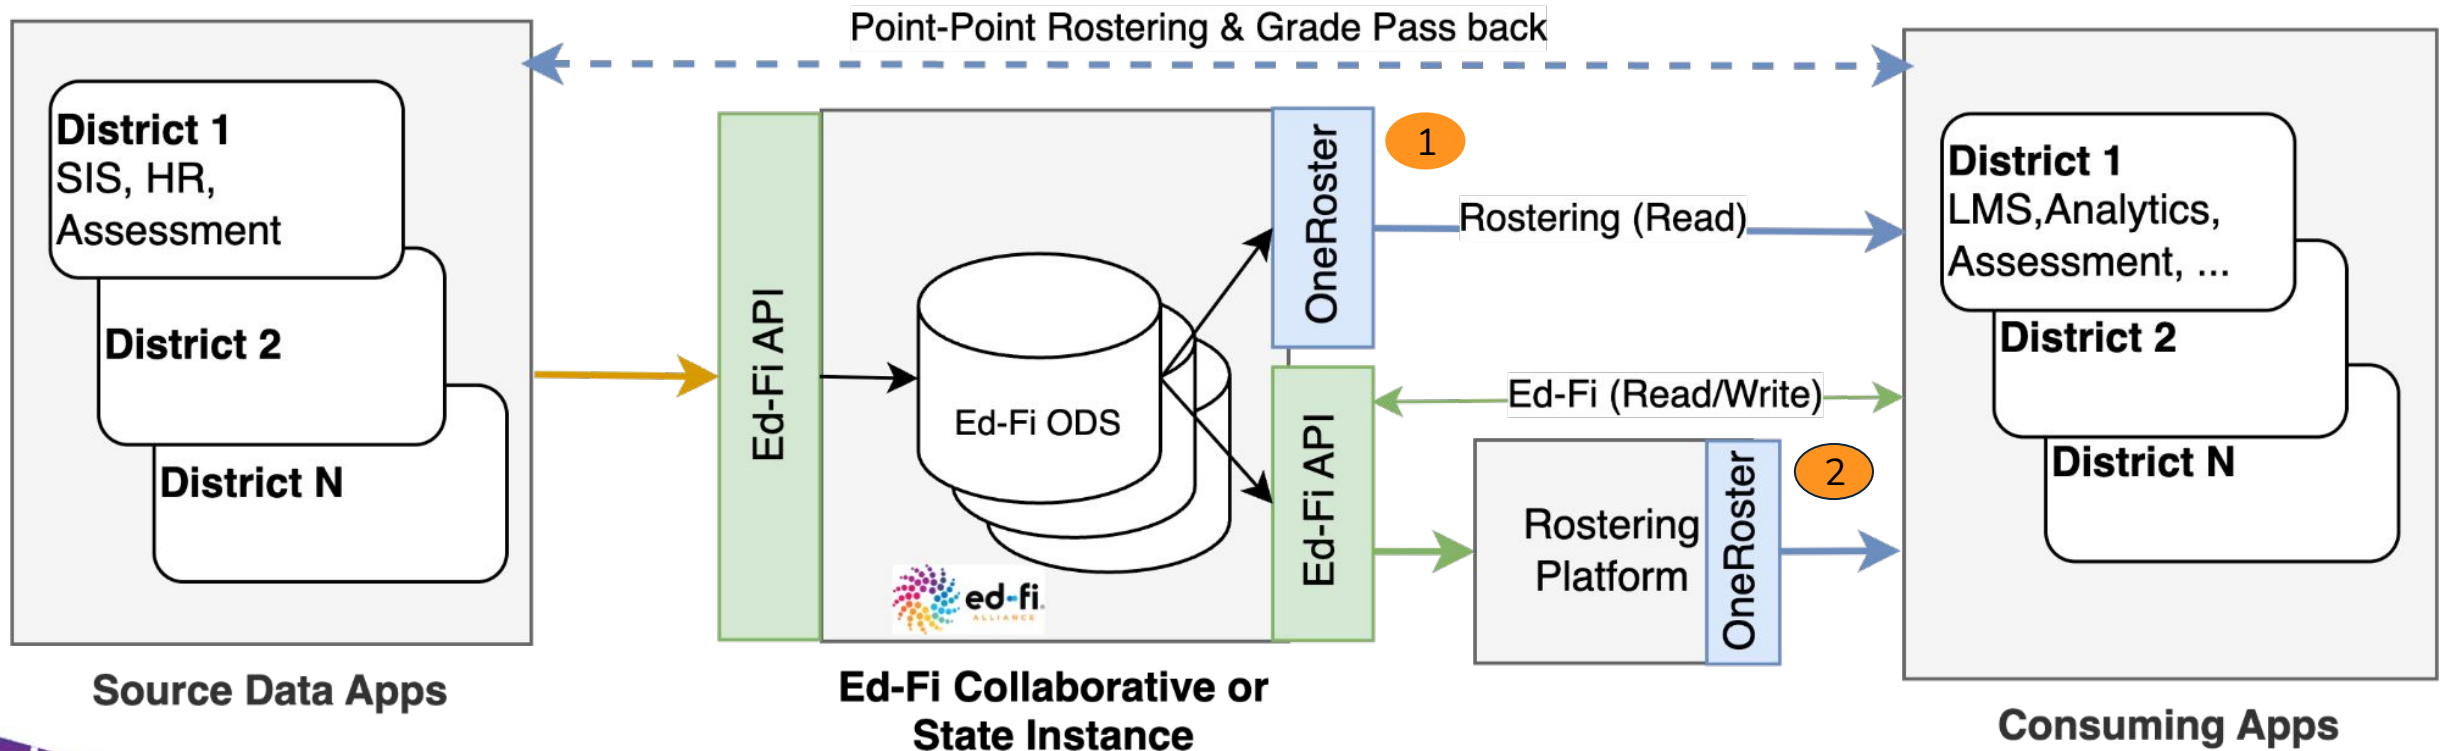 Point-Point Rostering & Grade Pass back
District 1
SIS, HR,
Assessment
District 2
District N
Source Data Apps
Ed-Fi API
Ed-Fi ODS
ed-fi.
ALLIANCE
Ed-Fi Collaborative or
State Instance
OneRoster
1
Rostering (Read)
Ed-Fi API
Ed-Fi (Read/Write)
Rostering
Platform
OneRoster
2
District 1
LMS,Analytics,
Assessment, ...
District 2
District N
Consuming Apps